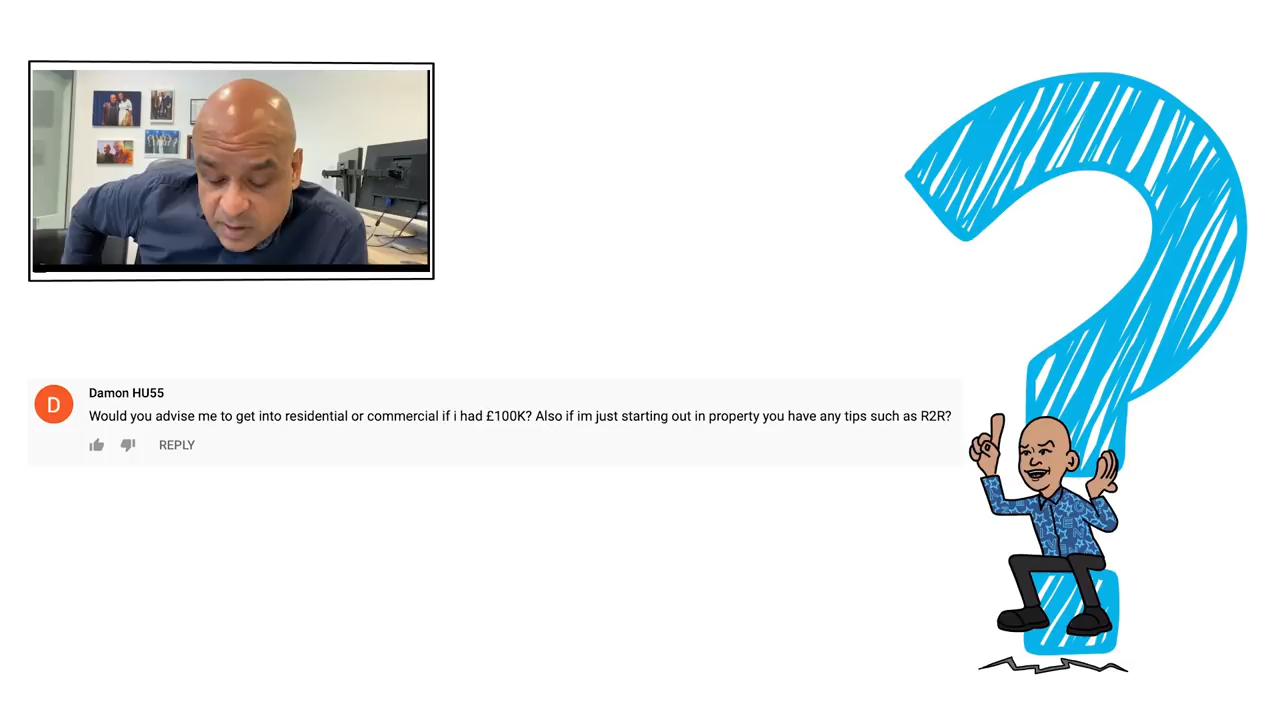 Damon HU55
Would you advise me to get into residential or commercial if i had £100K? Also if im just starting out in property you have any tips such as R2R?
REPLY